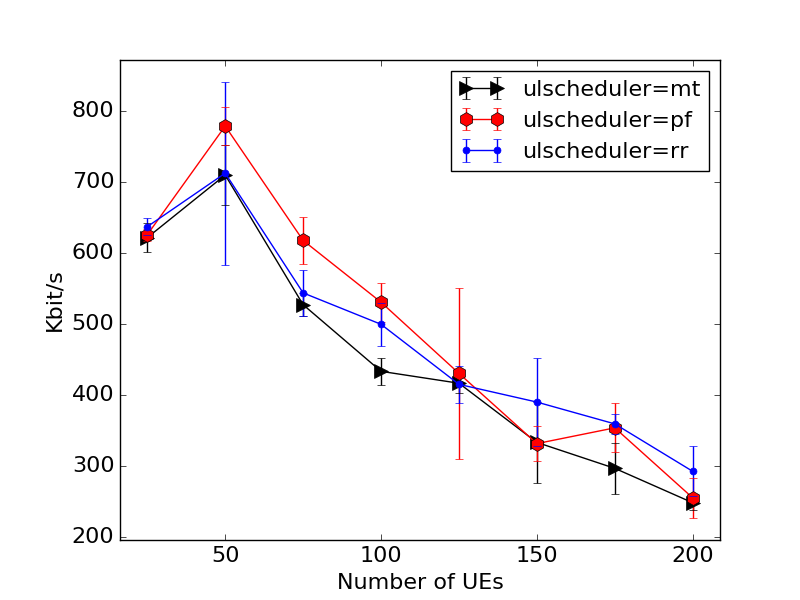 ulscheduler=mt
ulscheduler=pf
ulscheduler=rr
800
700
600
500
400
300
200
Kbit/s
50 100 150 200
Number of UEs